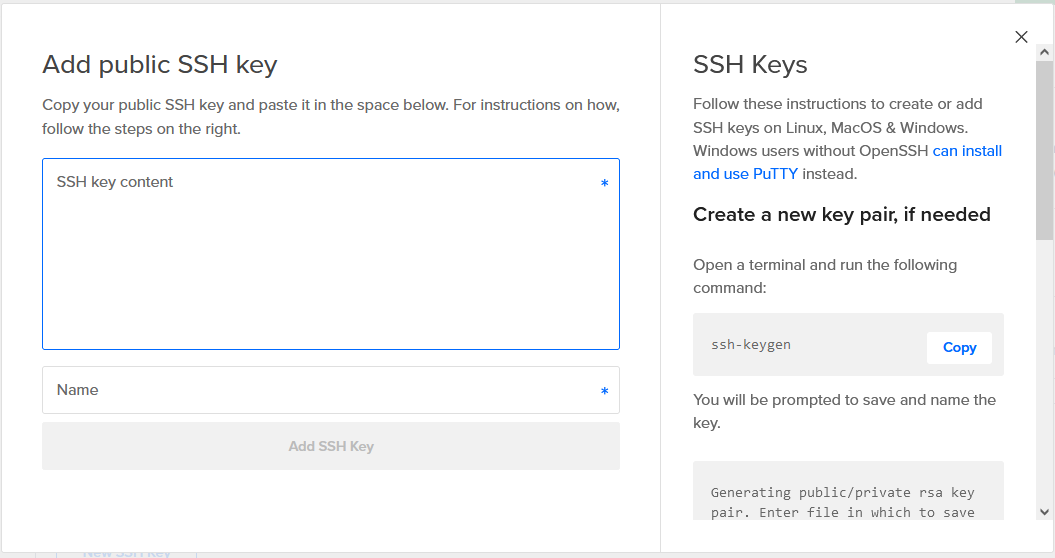 Add public SSH key
Copy your public SSH key and paste it in the space below. For instructions on how,
follow the steps on the right.
SSH key content
*
Name
*
Add SSH Key
SSH Keys
Follow these instructions to create or add
SSH keys on Linux, MacOS & Windows.
Windows users without OpenSSH can install
and use PuTTY instead.
Create a new key pair, if needed
Open a terminal and run the following
command:
ssh-keygen
Copy
You will be prompted to save and name the
key.
Generating public/private rsa key
pair. Enter file in which to save
New SSH Key